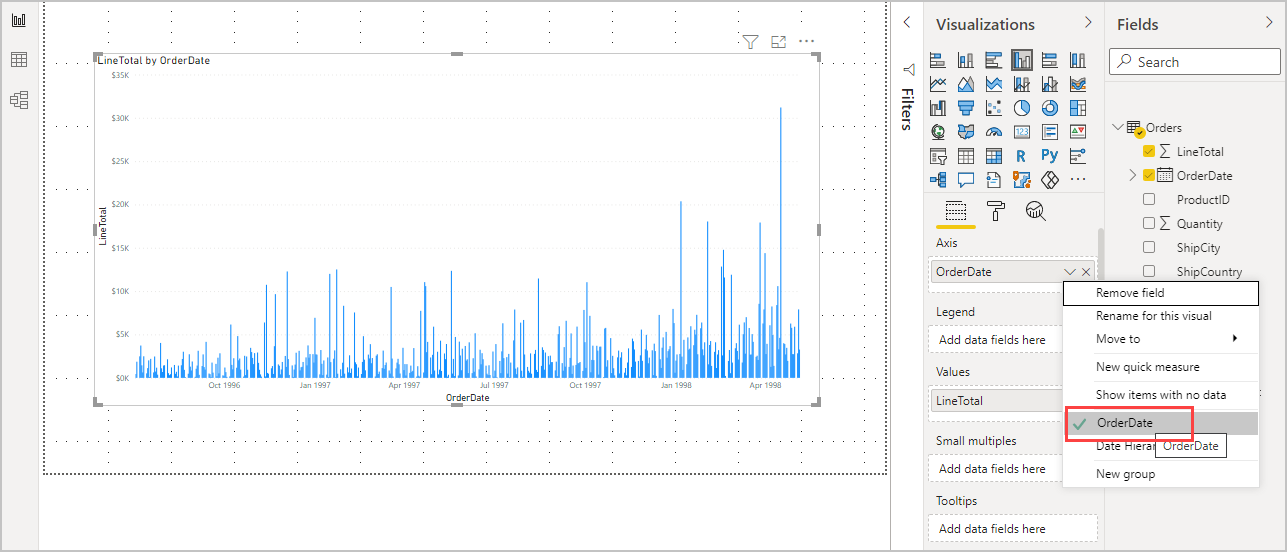 LineTotal by OrderDate
$35K
$30K
$25K
$20K
$15K
$10K
$5K
$0K
LineTotal
Oct 1996
Jan 1997
Apr 1997
Jul 1997
Oct 1997
Jan 1998
Apr 1998
OrderDate
Filters
Visualizations
123
R
Py
Axis
OrderDate
Legend
Add data fields here
Values
LineTotal
Small multiples
Add data fields here
Tooltips
Add data fields here
Remove field
Rename for this visual
Move to
New quick measure
Show items with no data
OrderDate
Date Hierar
OrderDate
New group
Fields
Search
Orders
LineTotal
OrderDate
ProductID
Quantity
ShipCity
ShipCountry